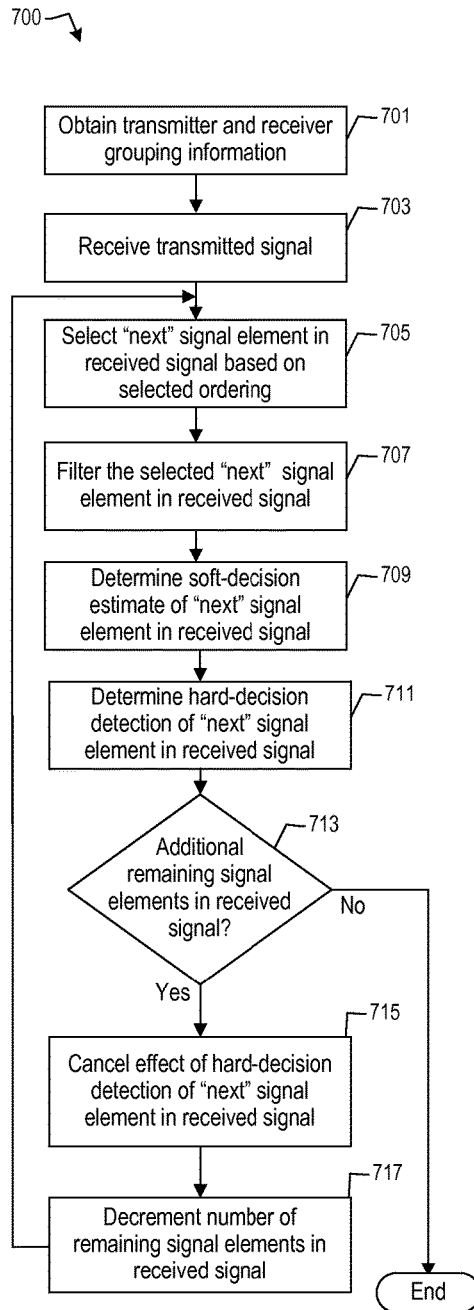 700
701
Obtain transmitter and receiver
grouping information
703
Receive transmitted signal
705
Select “next” signal element in
received signal based on
selected ordering
707
Filter the selected “next” signal
element in received signal
709
Determine soft-decision
estimate of “next” signal
element in received signal
711
Determine hard-decision
detection of “next” signal
element in received signal
713
Additional
remaining signal
elements in received
signal?
No
Yes
715
Cancel effect of hard-decision
detection of “next” signal
element in received signal
717
Decrement number of
remaining signal elements in
received signal
End